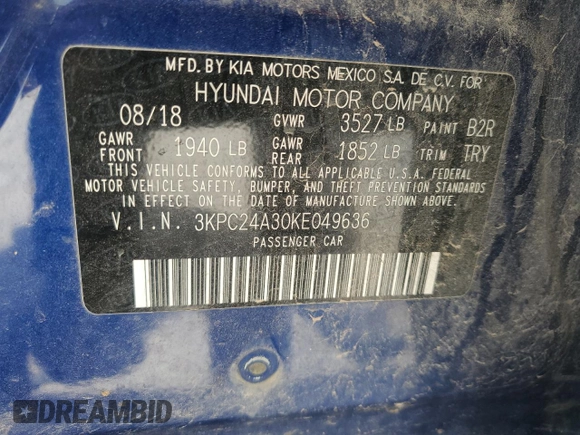 MFD. BY KIA MOTORS MEXICO S.A. DE C.V. FOR
HYUNDAI MOTOR COMPANY
08/18 GVWR 3527 LB PAINT B2R
GAWR FRONT 1940 LB GAWR REAR 1852 LB TRIM TRY
THIS VEHICLE CONFORMS TO ALL APPLICABLE U.S.A. FEDERAL
MOTOR VEHICLE SAFETY, BUMPER, AND THEFT PREVENTION STANDARDS
IN EFFECT ON THE DATE OF MANUFACTURE SHOWN ABOVE.
V.I.N. 3KPC24A30KE049636
PASSENGER CAR
DREAMBID